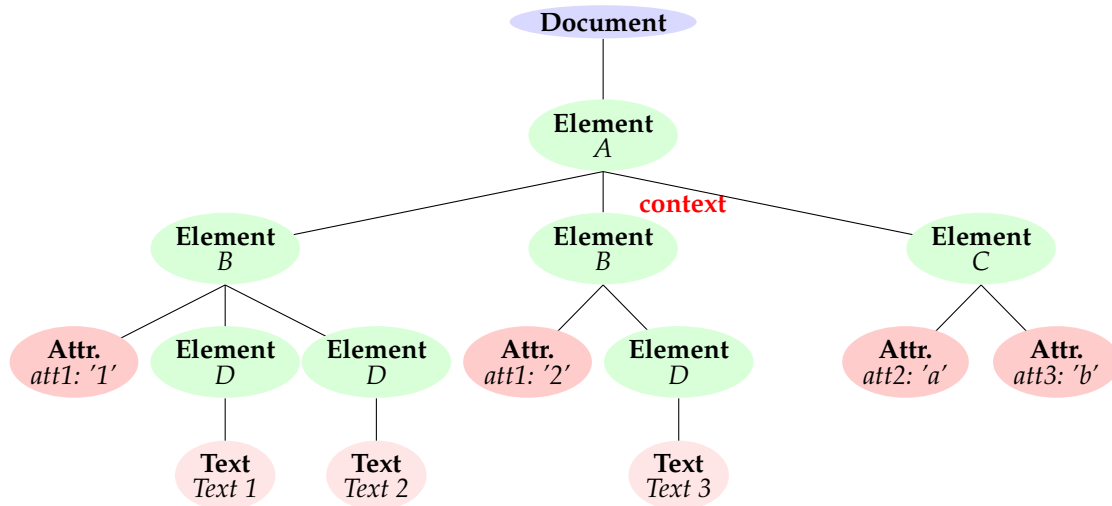 Document
Element
A
context
Element
B
Element
B
Element
C
Attr.
att1: '1'
Element
D
Element
D
Attr.
att1: '2'
Element
D
Attr.
att2: 'a'
Attr.
att3: 'b'
Text
Text 1
Text
Text 2
Text
Text 3